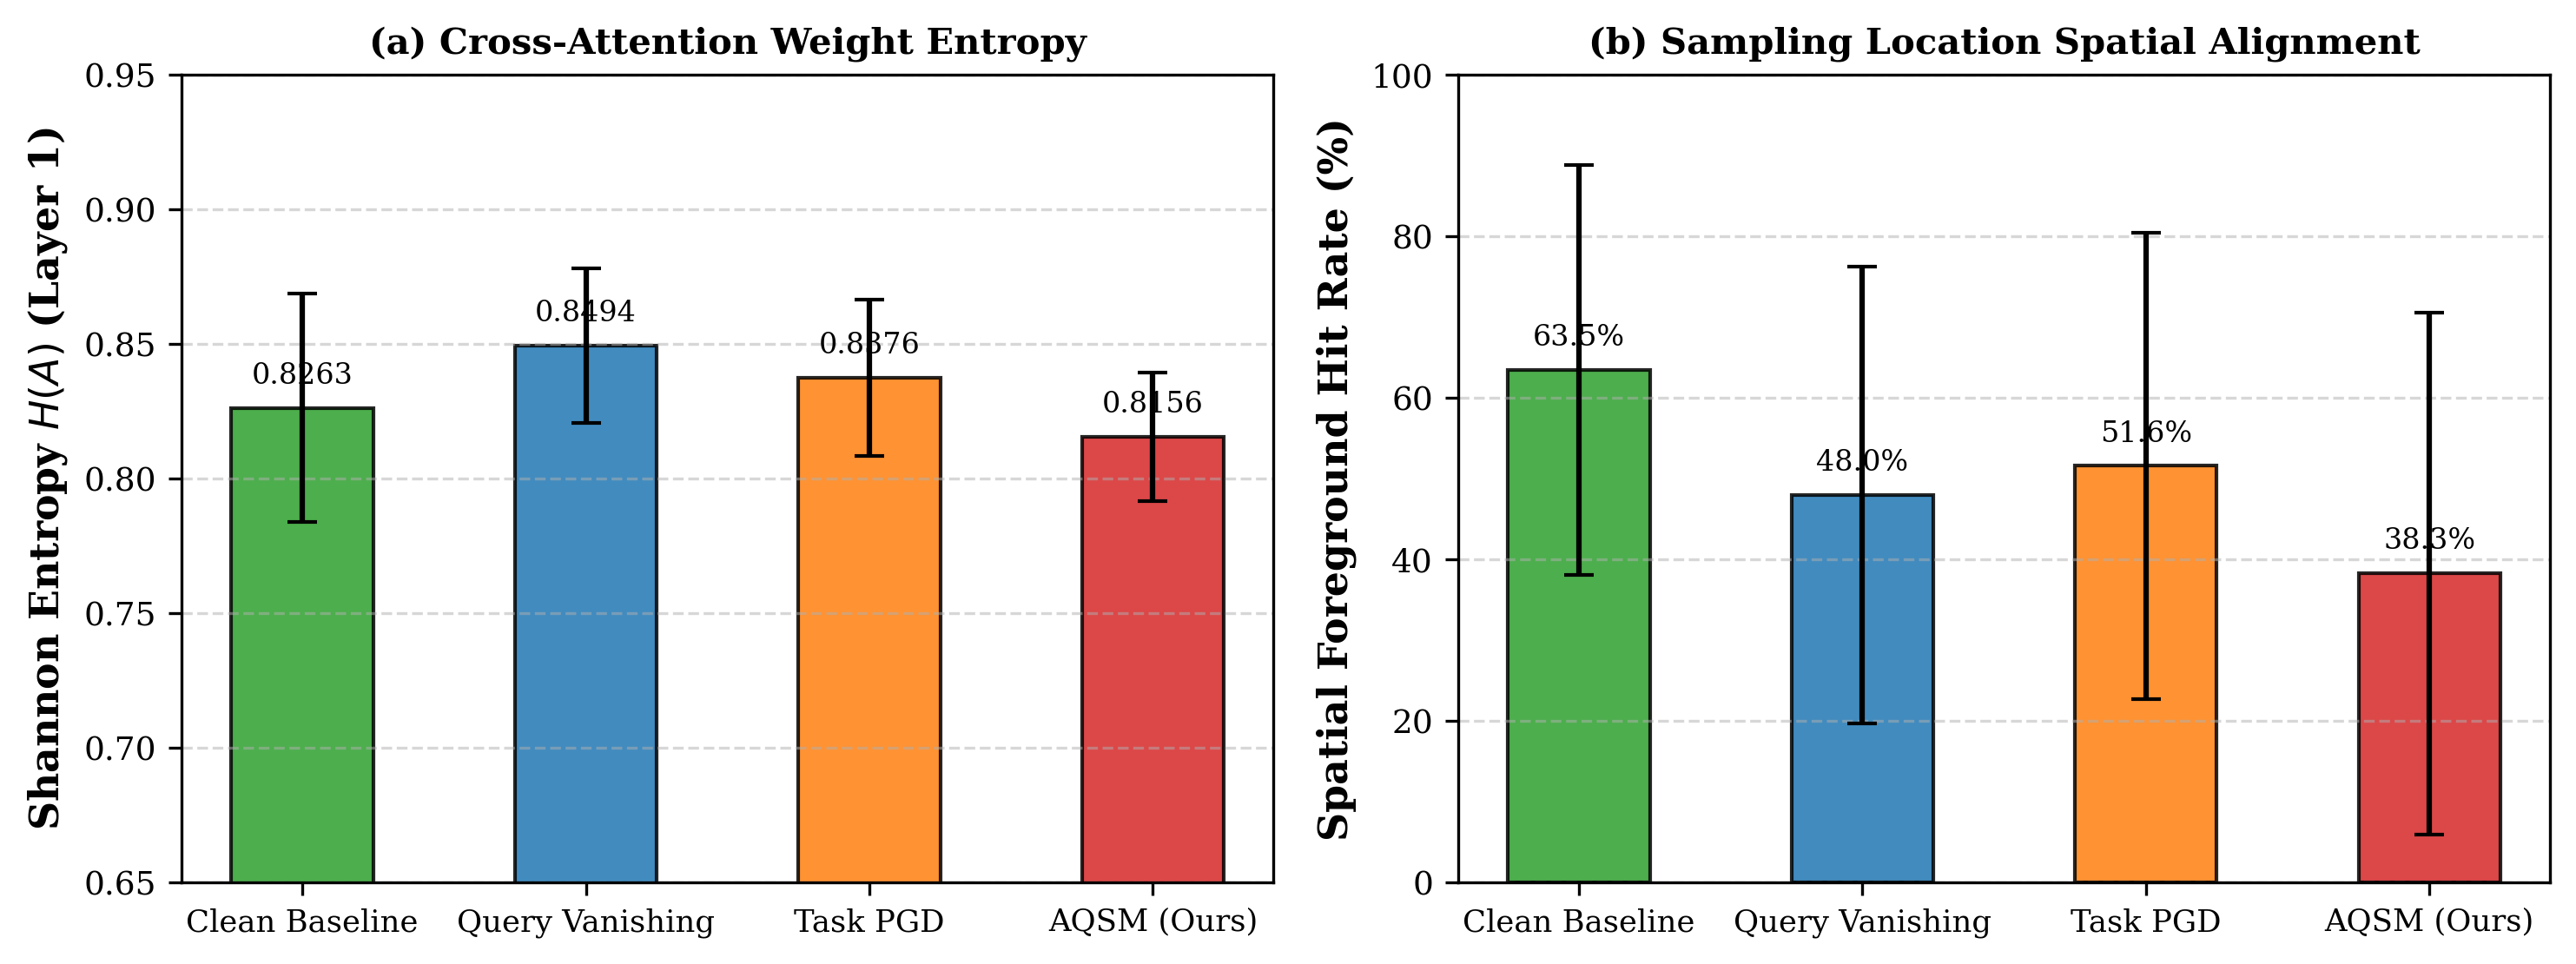 (a) Cross-Attention Weight Entropy
Shannon Entropy H(A) (Layer 1)
0.95
0.90
0.85
0.80
0.75
0.70
0.65
0.8263
0.8494
0.8376
0.8156
Clean Baseline
Query Vanishing
Task PGD
AQSM (Ours)
(b) Sampling Location Spatial Alignment
Spatial Foreground Hit Rate (%)
100
80
60
40
20
0
63.5%
48.0%
51.6%
38.3%
Clean Baseline
Query Vanishing
Task PGD
AQSM (Ours)